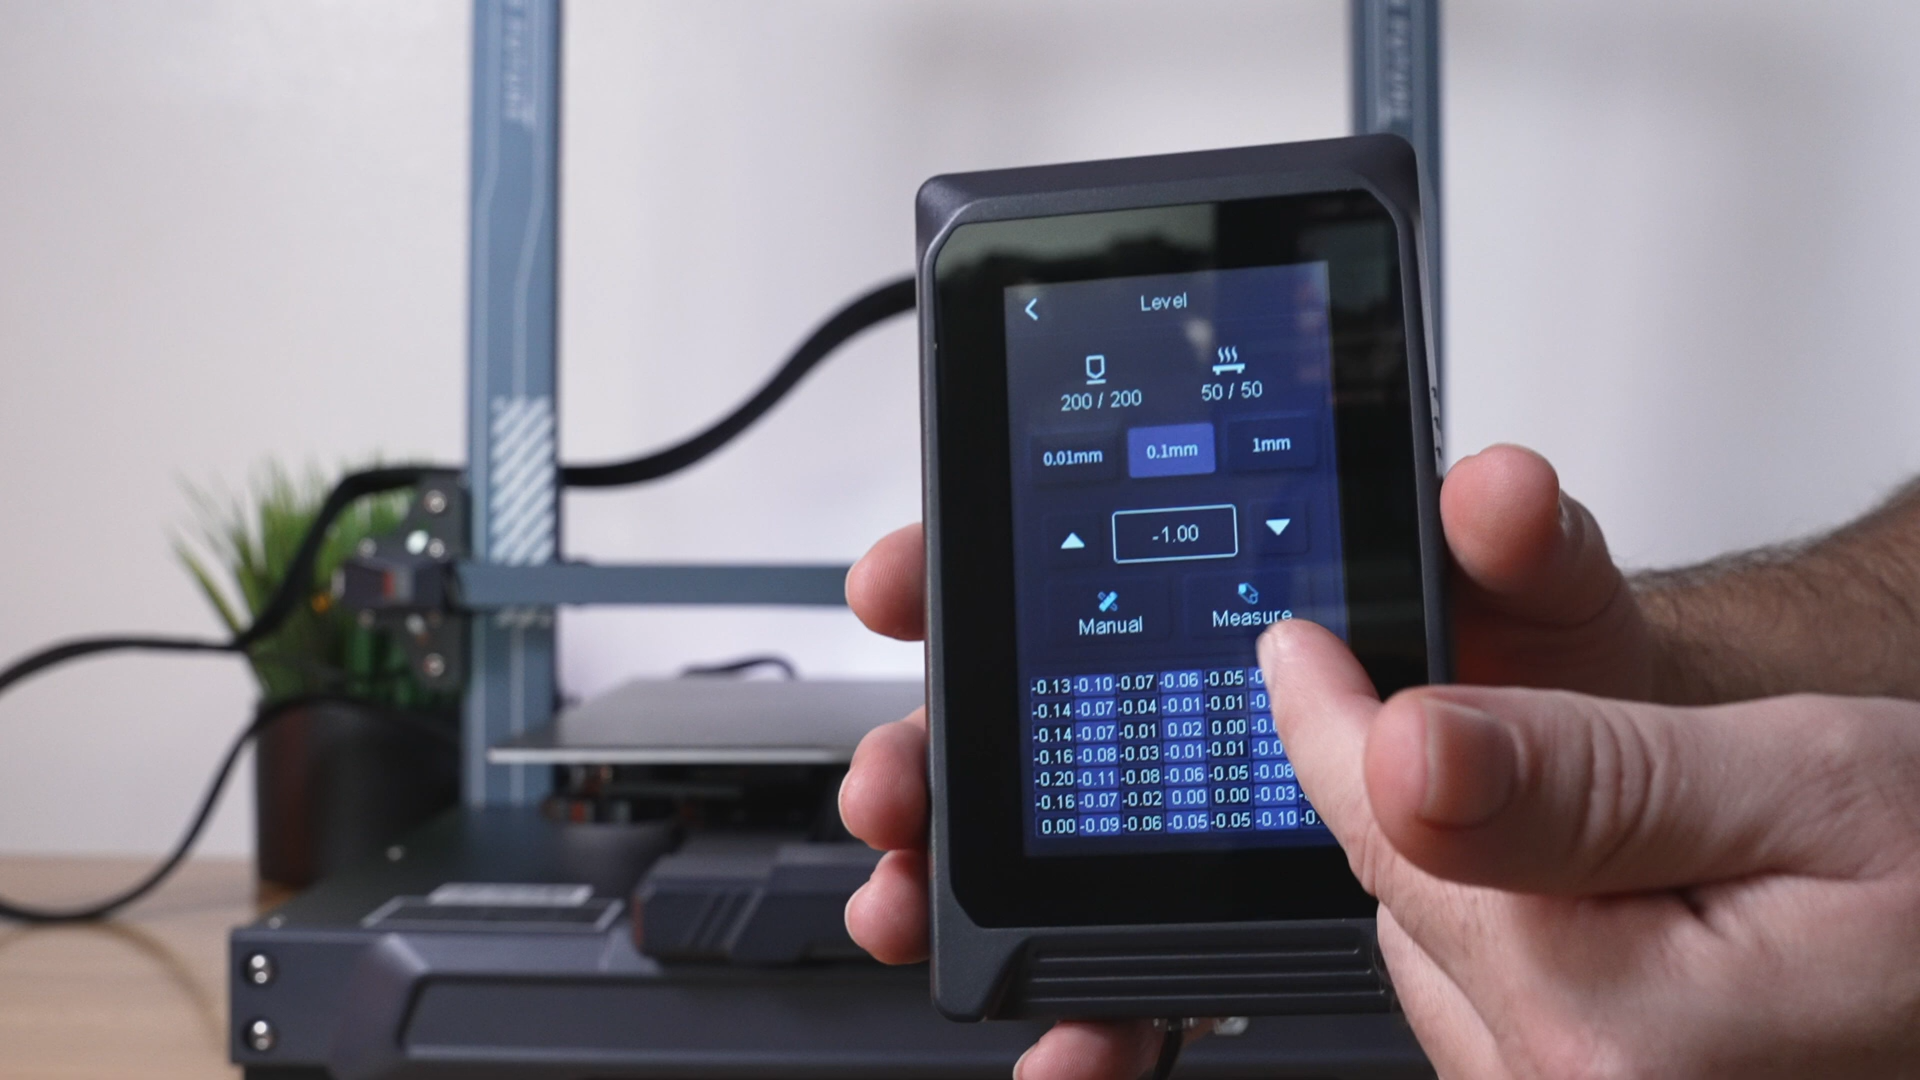 Level
200 / 200 50 / 50
0.01mm 0.1mm 1mm
-1.00
Manual Measure
-0.13 -0.10 -0.07 -0.06 -0.05
-0.14 -0.07 -0.04 -0.01 -0.01
-0.14 -0.07 -0.01 0.02 0.00
-0.16 -0.08 -0.03 -0.01 -0.01
-0.20 -0.11 -0.08 -0.06 -0.05 -0.08
-0.16 -0.07 -0.02 0.00 0.00 -0.03
0.00 -0.09 -0.06 -0.05 -0.05 -0.10